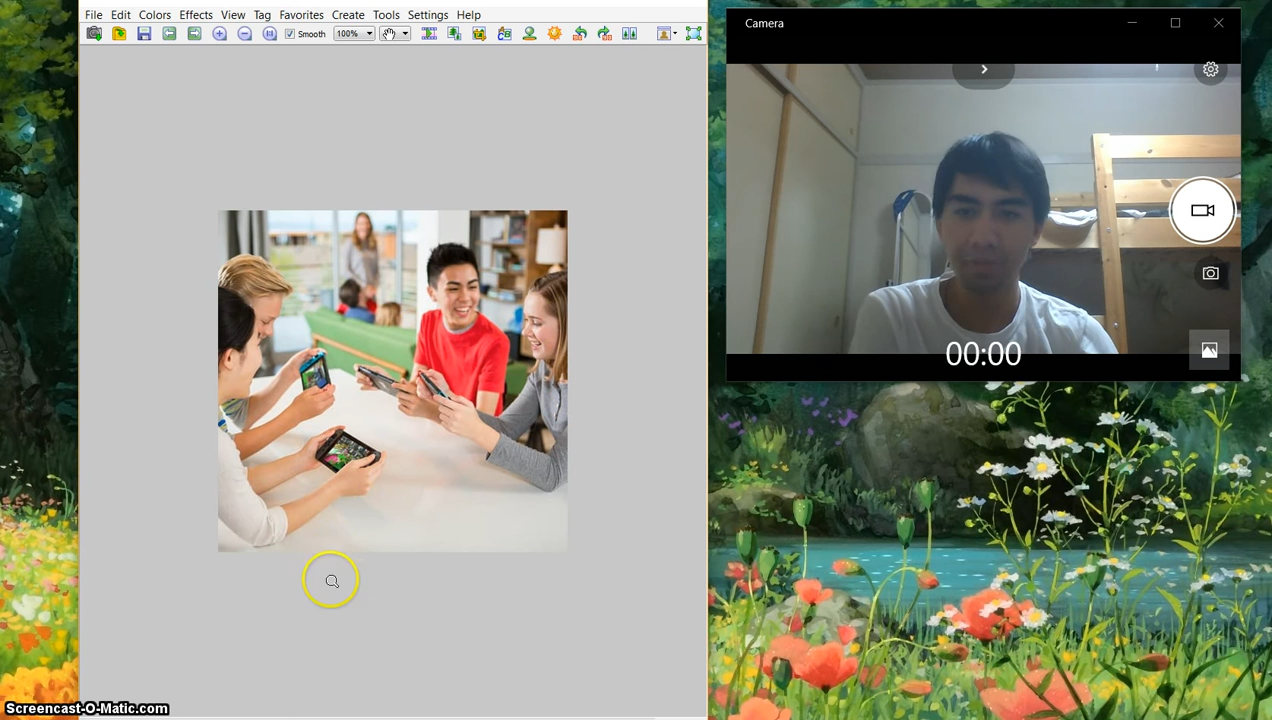 File Edit Colors Effects View Tag Favorites Create Tools Settings Help
Smooth 100%
Camera
00:00
Screencast-O-Matic.com